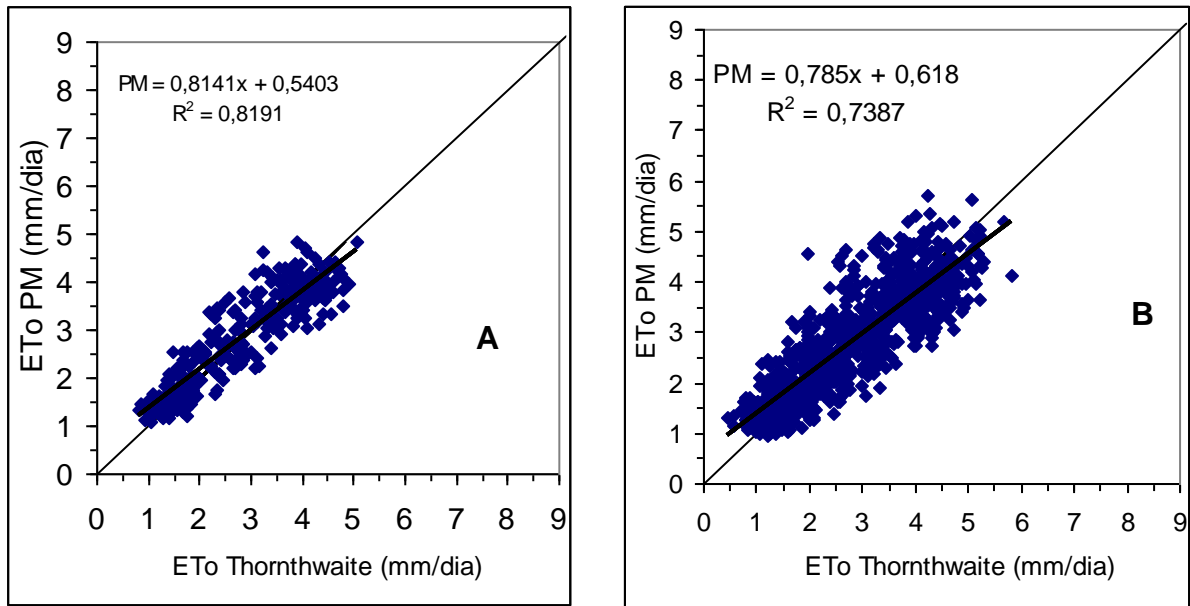 PM = 0,8141x + 0,5403
R² = 0,8191
ETo PM (mm/dia)
9
8
7
6
5
4
3
2
1
0
A
0 1 2 3 4 5 6 7 8 9
ETo Thornthwaite (mm/dia)
PM = 0,785x + 0,618
R² = 0,7387
ETo PM (mm/dia)
9
8
7
6
5
4
3
2
1
0
B
0 1 2 3 4 5 6 7 8 9
ETo Thornthwaite (mm/dia)